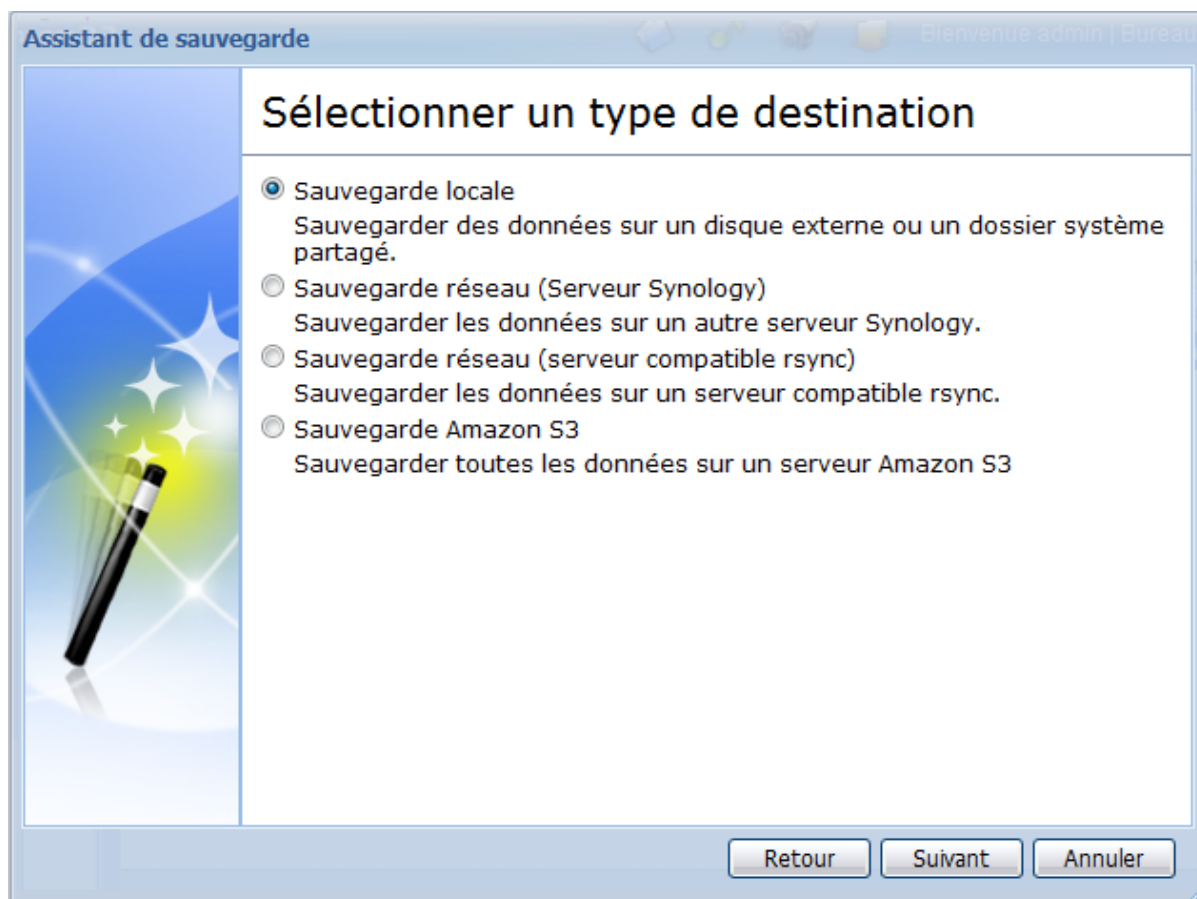 Assistant de sauvegarde
Bienvenue admin | Bureau
Sélectionner un type de destination
Sauvegarde locale
Sauvegarder des données sur un disque externe ou un dossier système
partagé.
Sauvegarde réseau (Serveur Synology)
Sauvegarder les données sur un autre serveur Synology.
Sauvegarde réseau (serveur compatible rsync)
Sauvegarder les données sur un serveur compatible rsync.
Sauvegarde Amazon S3
Sauvegarder toutes les données sur un serveur Amazon S3
Retour
Suivant
Annuler